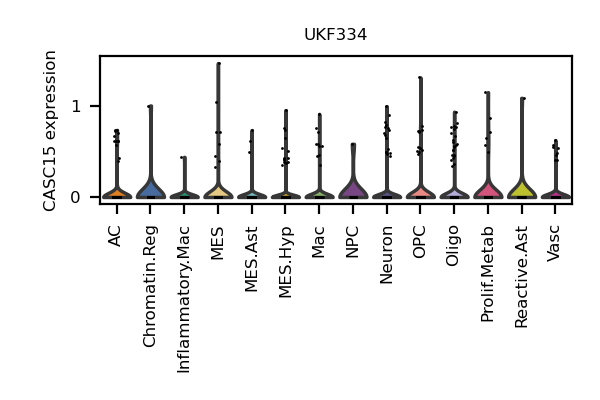 UKF334
CASC15 expression
1
0
AC
Chromatin.Reg
Inflammatory.Mac
MES
MES.Ast
MES.Hyp
Mac
NPC
Neuron
OPC
Oligo
Prolif.Metab
Reactive.Ast
Vasc